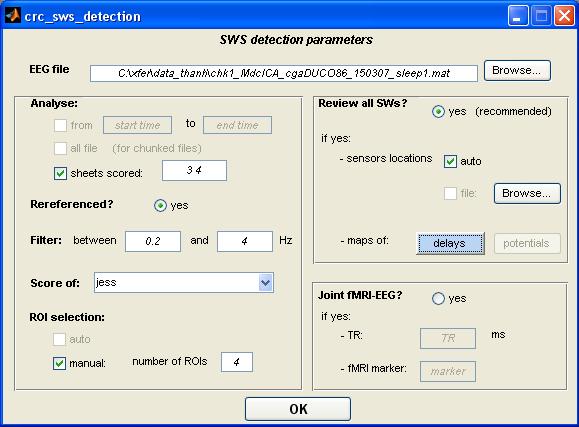 crc_sws_detection
SWS detection parameters
EEG file C:\xfer\data_thanh\chk1_MdcICA_cgaDUCO86_150307_sleep1.mat Browse...
Analyse:
from start time to end time
all file (for chunked files)
sheets scored: 3 4
Rereferenced? yes
Filter: between 0.2 and 4 Hz
Score of: jess
ROI selection:
auto
manual: number of ROIs 4
Review all SWs? yes (recommended)
if yes:
- sensors locations auto
file: Browse...
- maps of: delays potentials
Joint fMRI-EEG? yes
if yes:
- TR: TR ms
- fMRI marker: marker
OK